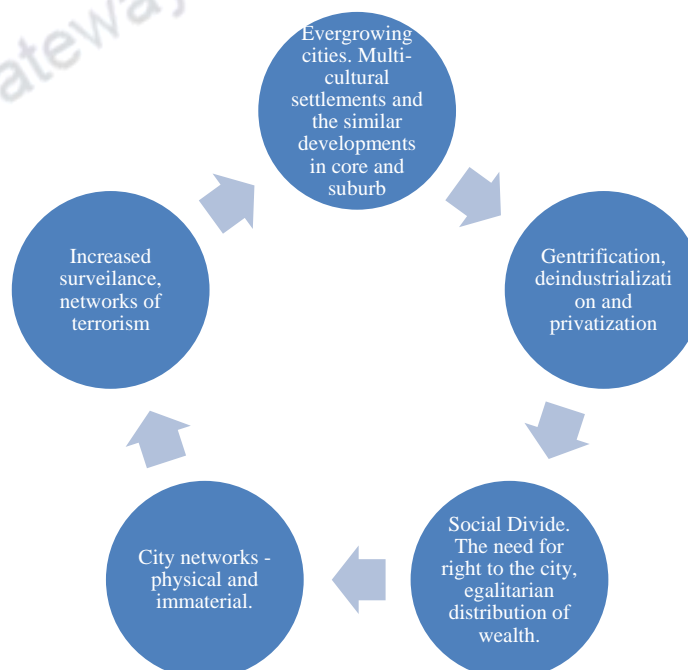 ateway
Evergrowing
cities. Multi-
cultural
settlements and
the similar
developments
in core and
suburb
Gentrification,
deindustrializati
on and
privatization
Social Divide.
The need for
right to the city,
egalitarian
distribution of
wealth.
City networks -
physical and
immaterial.
Increased
surveilance,
networks of
terrorism